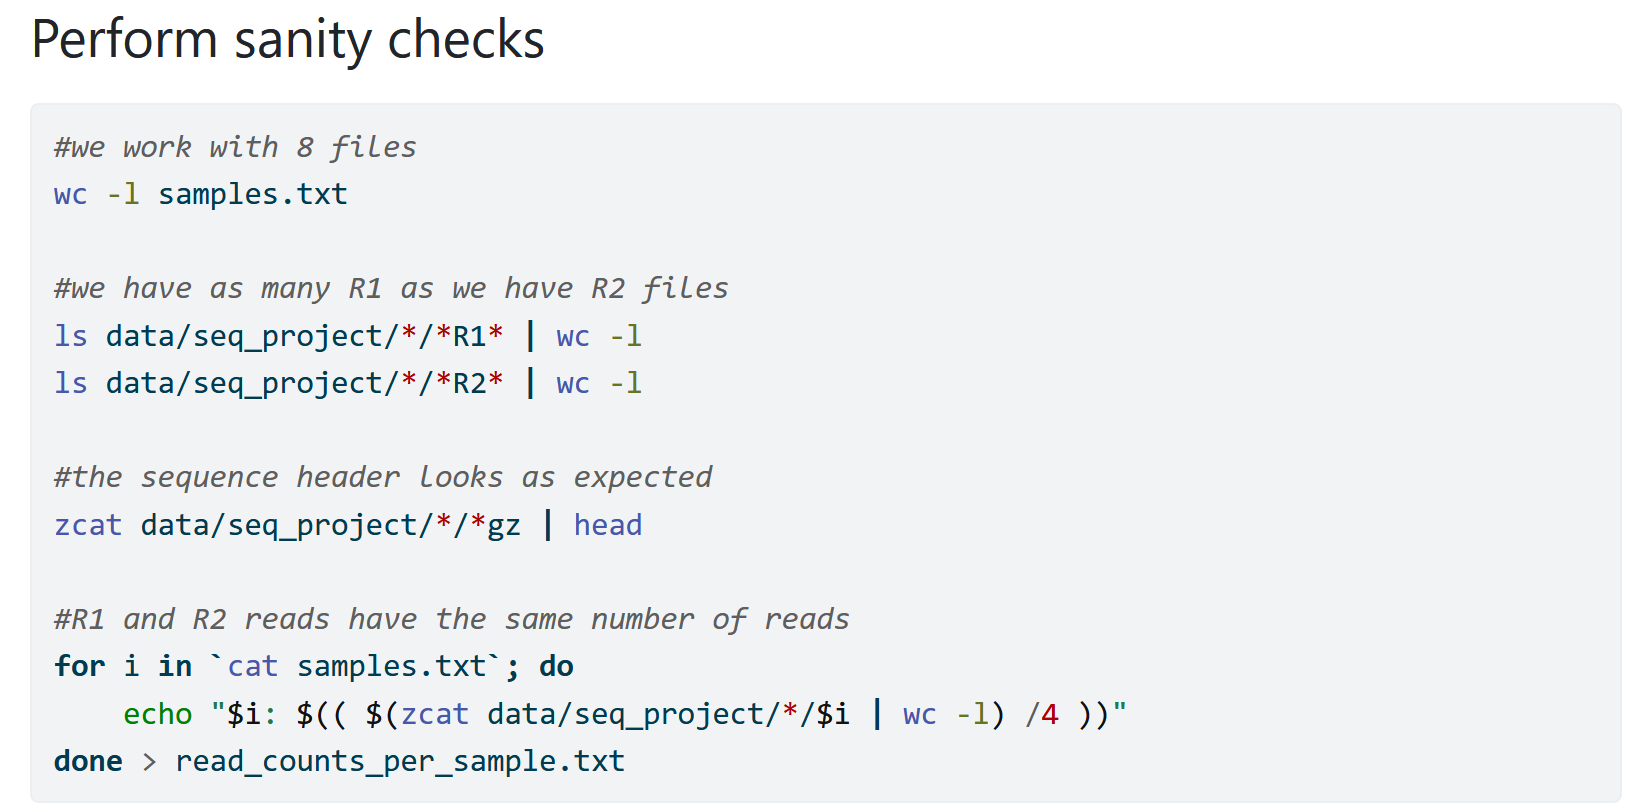 Perform sanity checks
#we work with 8 files
wc -l samples.txt
#we have as many R1 as we have R2 files
ls data/seq_project/*/*R1* | wc -l
ls data/seq_project/*/*R2* | wc -l
#the sequence header looks as expected
zcat data/seq_project/*/*gz | head
#R1 and R2 reads have the same number of reads
for i in `cat samples.txt`; do
    echo "$i: $(( $(zcat data/seq_project/*/$i | wc -l) /4 ))"
done > read_counts_per_sample.txt